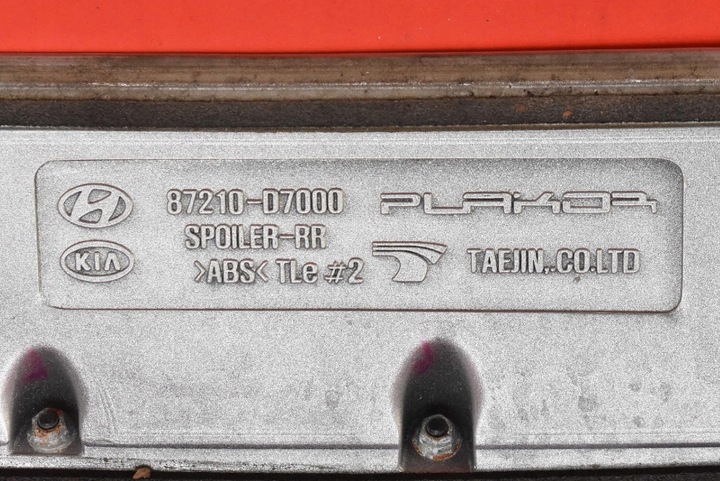 87210-D7000
SPOILER-RR
>ABS< TLe #2
KIA
PLAKOR
TAEJIN,.CO.LTD